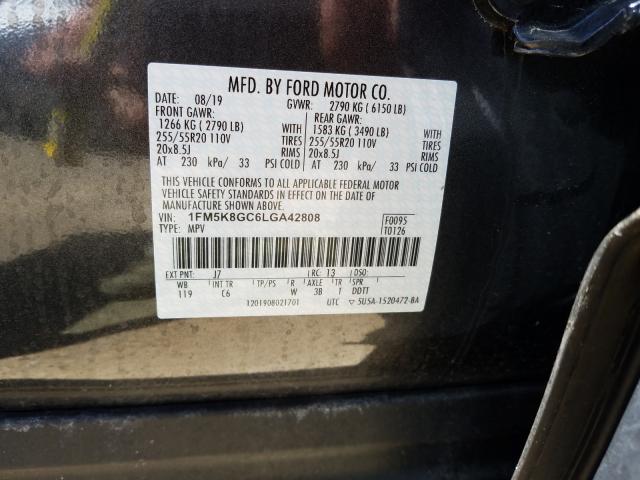 MFD. BY FORD MOTOR CO.
DATE: 08/19 GVWR: 2790 KG ( 6150 LB)
FRONT GAWR: REAR GAWR:
1266 KG ( 2790 LB) WITH 1583 KG ( 3490 LB) WITH
255/55R20 110V TIRES 255/55R20 110V TIRES
20x8.5J RIMS 20x8.5J RIMS
AT 230 kPa/ 33 PSI COLD AT 230 kPa/ 33 PSI COLD
THIS VEHICLE CONFORMS TO ALL APPLICABLE FEDERAL MOTOR
VEHICLE SAFETY STANDARDS IN EFFECT ON THE DATE OF
MANUFACTURE SHOWN ABOVE.
VIN: 1FM5K8GC6LGA42808 F0095
TYPE: MPV T0126
EXT PNT: J7 RC: 13 DSO:
WB INT TR TP/PS R AXLE TR SPR
119 C6 W 3B T DDTT
1201908021701 UTC ▽ 5USA-1520472-BA